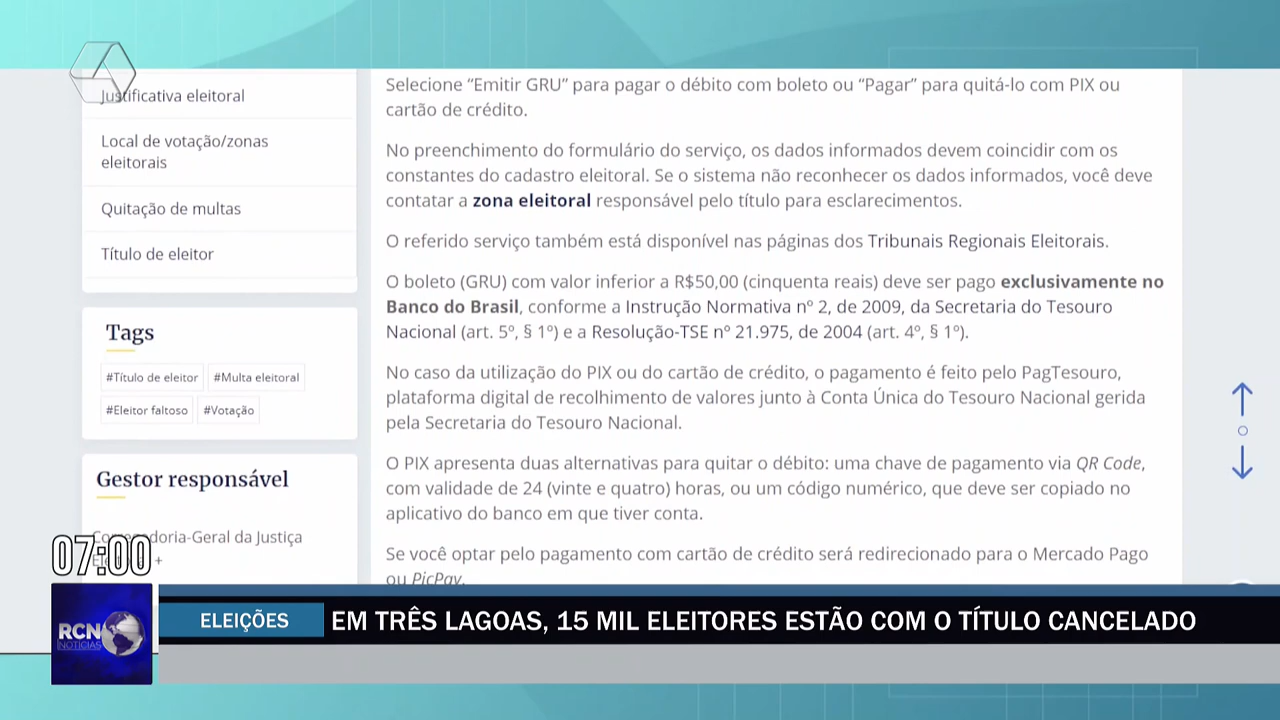 Justificativa eleitoral
Local de votação/zonas
eleitorais
Quitação de multas
Título de eleitor
Tags
#Título de eleitor
#Multa eleitoral
#Eleitor faltoso
#Votação
Gestor responsável
Corregedoria-Geral da Justiça
+
Selecione “Emitir GRU” para pagar o débito com boleto ou “Pagar” para quitá-lo com PIX ou
cartão de crédito.
No preenchimento do formulário do serviço, os dados informados devem coincidir com os
constantes do cadastro eleitoral. Se o sistema não reconhecer os dados informados, você deve
contatar a zona eleitoral responsável pelo título para esclarecimentos.
O referido serviço também está disponível nas páginas dos Tribunais Regionais Eleitorais.
O boleto (GRU) com valor inferior a R$50,00 (cinquenta reais) deve ser pago exclusivamente no
Banco do Brasil, conforme a Instrução Normativa nº 2, de 2009, da Secretaria do Tesouro
Nacional (art. 5º, § 1º) e a Resolução-TSE nº 21.975, de 2004 (art. 4º, § 1º).
No caso da utilização do PIX ou do cartão de crédito, o pagamento é feito pelo PagTesouro,
plataforma digital de recolhimento de valores junto à Conta Única do Tesouro Nacional gerida
pela Secretaria do Tesouro Nacional.
O PIX apresenta duas alternativas para quitar o débito: uma chave de pagamento via QR Code,
com validade de 24 (vinte e quatro) horas, ou um código numérico, que deve ser copiado no
aplicativo do banco em que tiver conta.
Se você optar pelo pagamento com cartão de crédito será redirecionado para o Mercado Pago
ou PicPay.
07:00
RCN
NOTÍCIAS
ELEIÇÕES
EM TRÊS LAGOAS, 15 MIL ELEITORES ESTÃO COM O TÍTULO CANCELADO